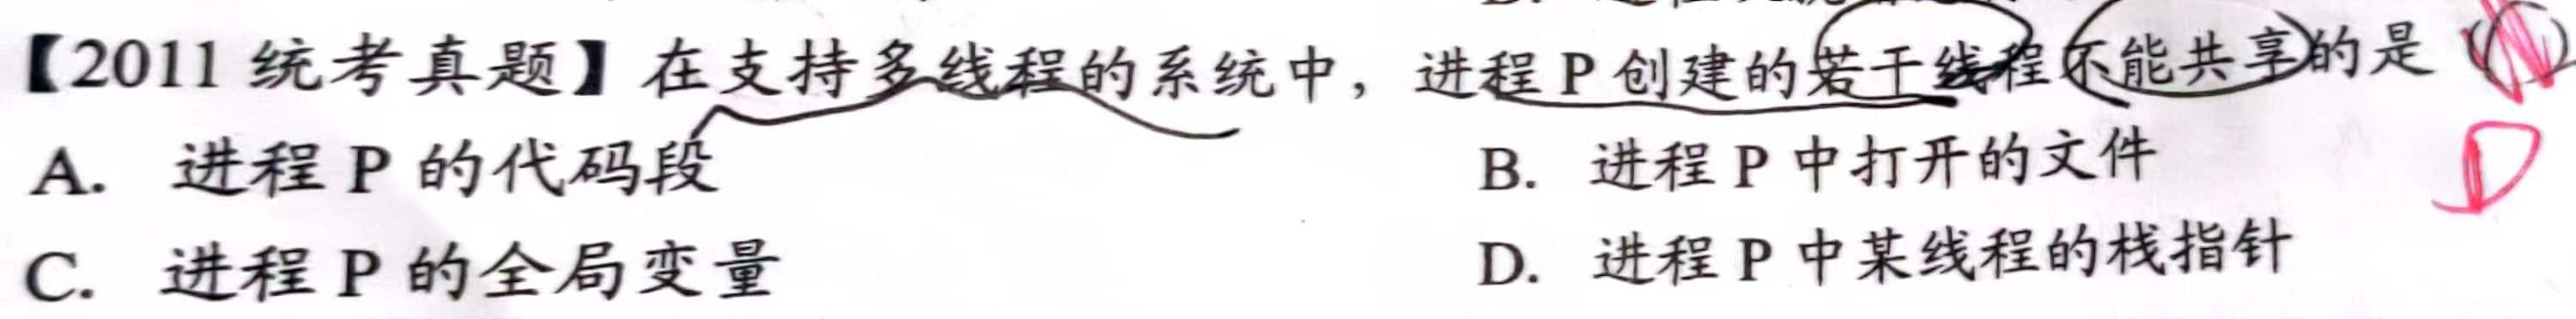 【2011 统考真题】在支持多线程的系统中，进程 P 创建的若干线程不能共享的是（ ）
D
A. 进程 P 的代码段 B. 进程 P 中打开的文件
C. 进程 P 的全局变量 D. 进程 P 中某线程的栈指针